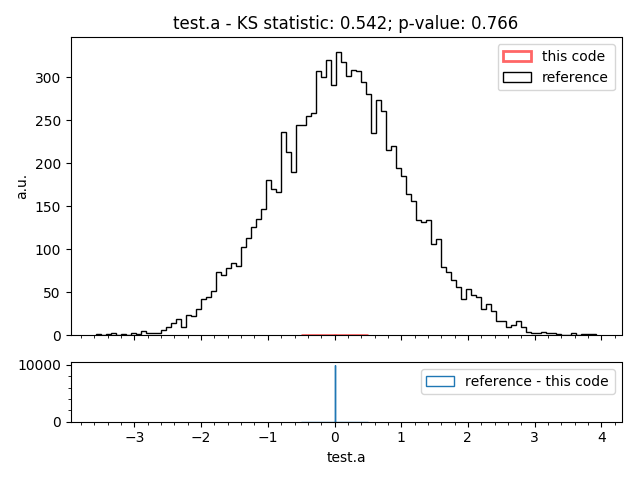 test.a - KS statistic: 0.542; p-value: 0.766
this code
reference
a.u.
300
250
200
150
100
50
0
10000
0
reference - this code
−3 −2 −1 0 1 2 3 4
test.a